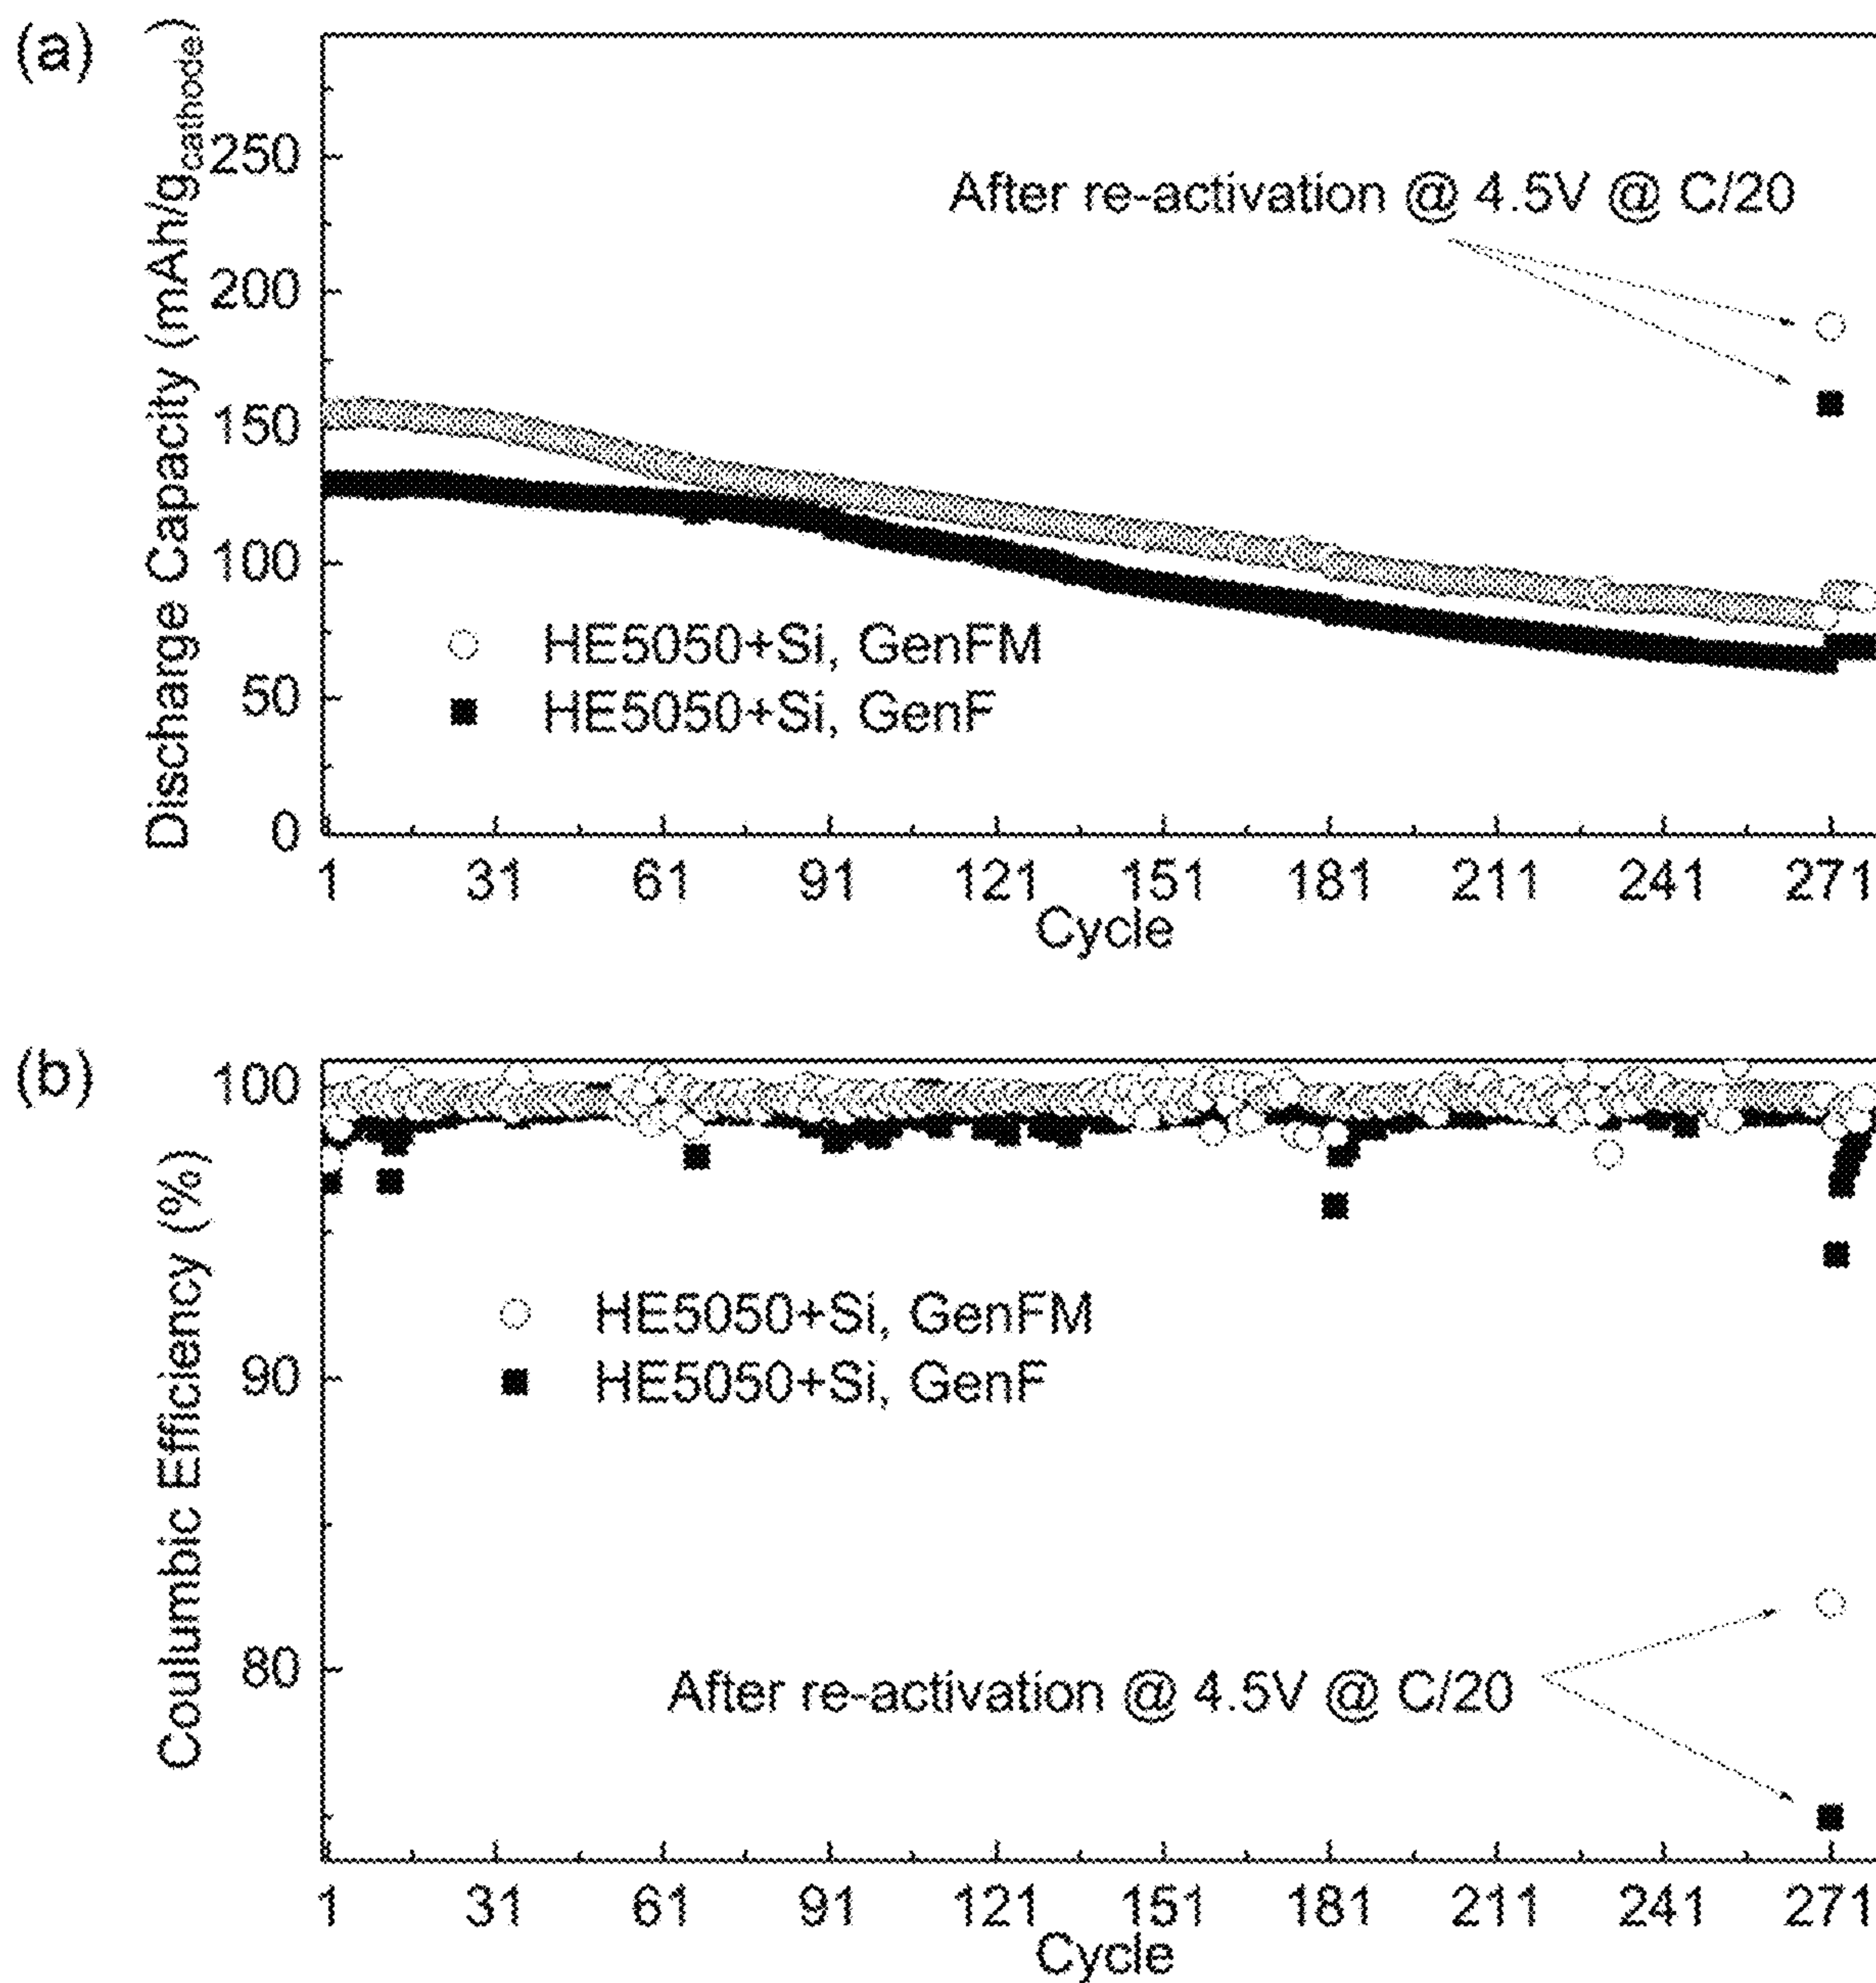 (a)
Discharge Capacity (mAh/gcathode)
250
200
150
100
50
0
After re-activation @ 4.5V @ C/20
HE5050+Si, GenFM
HE5050+Si, GenF
1 31 61 91 121 151 181 211 241 271
Cycle
(b)
Coulumbic Efficiency (%)
100
90
80
HE5050+Si, GenFM
HE5050+Si, GenF
After re-activation @ 4.5V @ C/20
1 31 61 91 121 151 181 211 241 271
Cycle